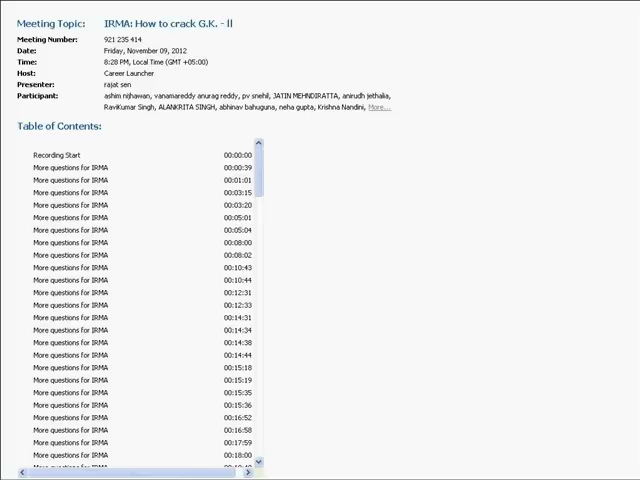 Meeting Topic: IRMA: How to crack G.K. - II
Meeting Number: 921 235 414
Date: Friday, November 09, 2012
Time: 8:28 PM, Local Time (GMT +05:00)
Host: Career Launcher
Presenter: rajat sen
Participant: ashim nijhawan, vanamareddy anurag reddy, pv snehil, JATIN MEHNDIRATTA, anirudh jethalia,
RaviKumar Singh, ALANKRITA SINGH, abhinav bahuguna, neha gupta, Krishna Nandini, More...
Table of Contents:
Recording Start 00:00:00
More questions for IRMA 00:00:39
More questions for IRMA 00:01:01
More questions for IRMA 00:03:15
More questions for IRMA 00:03:20
More questions for IRMA 00:05:01
More questions for IRMA 00:05:04
More questions for IRMA 00:08:00
More questions for IRMA 00:08:02
More questions for IRMA 00:10:43
More questions for IRMA 00:10:44
More questions for IRMA 00:12:31
More questions for IRMA 00:12:33
More questions for IRMA 00:14:31
More questions for IRMA 00:14:34
More questions for IRMA 00:14:38
More questions for IRMA 00:14:44
More questions for IRMA 00:15:18
More questions for IRMA 00:15:19
More questions for IRMA 00:15:35
More questions for IRMA 00:15:36
More questions for IRMA 00:16:52
More questions for IRMA 00:16:58
More questions for IRMA 00:17:59
More questions for IRMA 00:18:00
More questions for IRMA